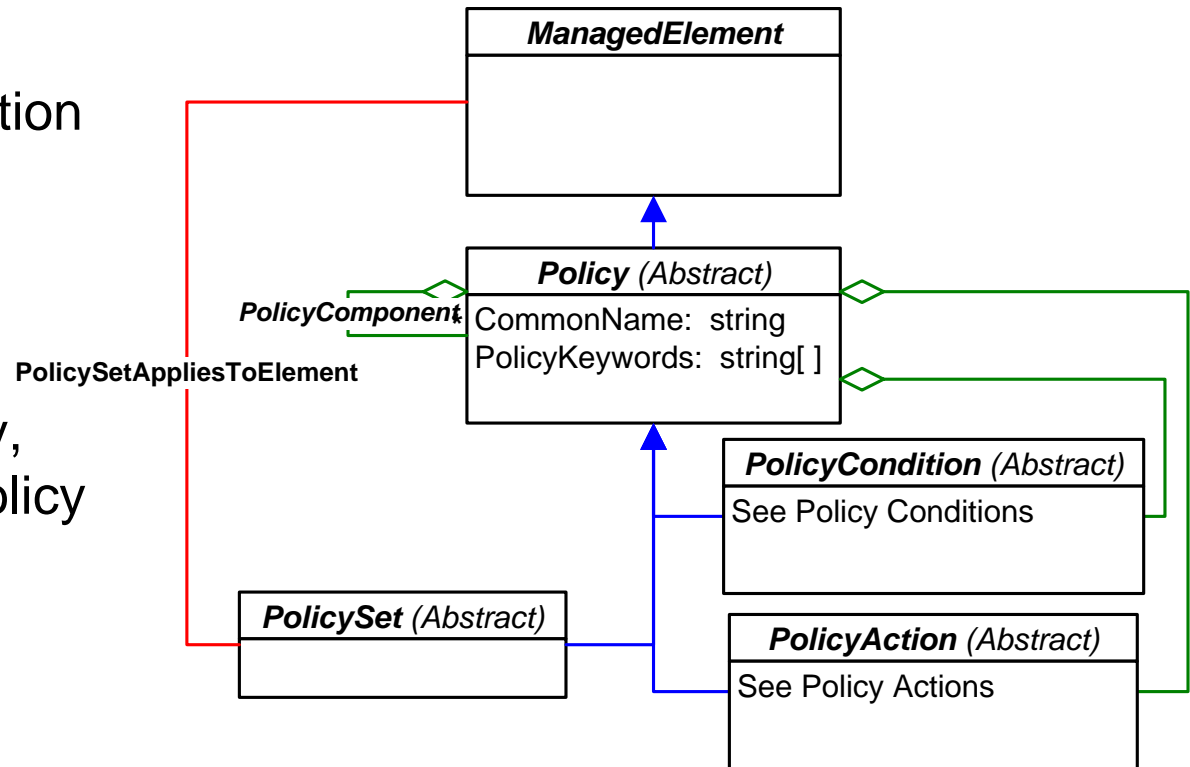 ManagedElement
tion
Policy (Abstract)
PolicyComponent
*
CommonName: string
PolicyKeywords: string[ ]
PolicySetAppliesToElement
y,
olicy
PolicyCondition (Abstract)
See Policy Conditions
PolicySet (Abstract)
PolicyAction (Abstract)
See Policy Actions